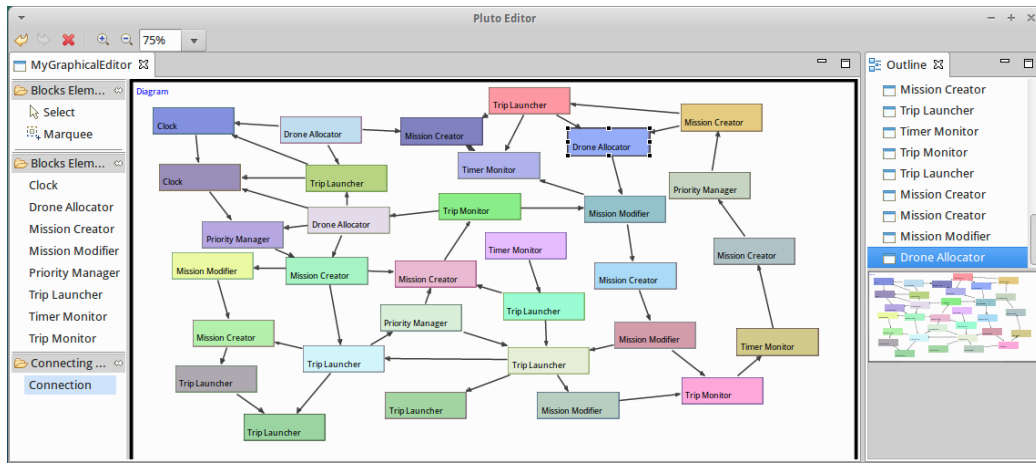 Pluto Editor
75%
MyGraphicalEditor
Blocks Elem...
Select
Marquee
Blocks Elem...
Clock
Drone Allocator
Mission Creator
Mission Modifier
Priority Manager
Trip Launcher
Timer Monitor
Trip Monitor
Connecting ...
Connection
Diagram
Trip Launcher
Clock
Drone Allocator
Mission Creator
Mission Creator
Drone Allocator
Timer Monitor
Clock
Trip Launcher
Priority Manager
Drone Allocator
Trip Monitor
Mission Modifier
Priority Manager
Timer Monitor
Mission Creator
Mission Modifier
Mission Creator
Mission Creator
Mission Creator
Trip Launcher
Priority Manager
Mission Creator
Mission Modifier
Timer Monitor
Trip Launcher
Trip Launcher
Trip Launcher
Trip Monitor
Trip Launcher
Mission Modifier
Trip Launcher
Outline
Mission Creator
Trip Launcher
Timer Monitor
Trip Monitor
Trip Launcher
Mission Creator
Mission Creator
Mission Modifier
Drone Allocator